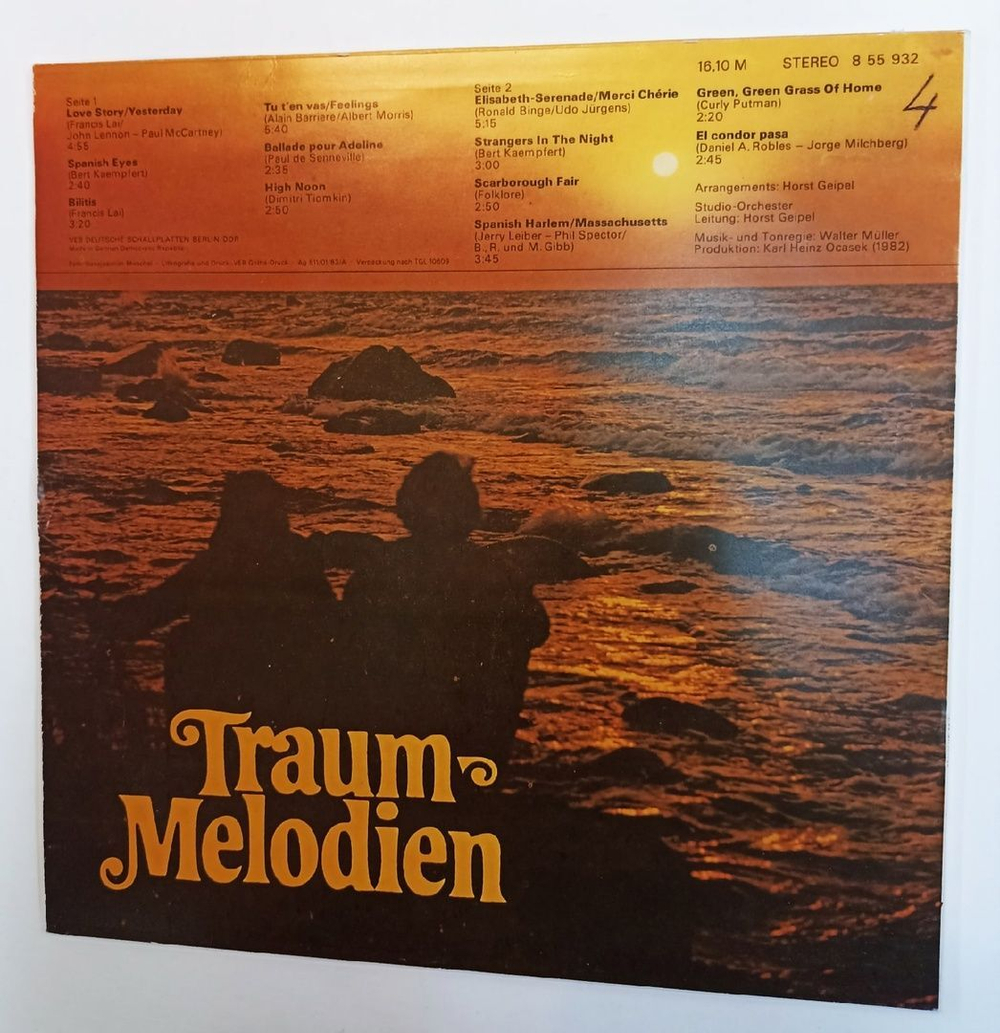 16,10 M STEREO 8 55 932
4
Seite 1
Love Story/Yesterday
(Francis Lai/
John Lennon – Paul McCartney)
4:55
Spanish Eyes
(Bert Kaempfert)
2:40
Bilitis
(Francis Lai)
3:20
VEB DEUTSCHE SCHALLPLATTEN BERLIN DDR
Made in German Democratic Republic
Tu t'en vas/Feelings
(Alain Barriere/Albert Morris)
5:40
Ballade pour Adeline
(Paul de Senneville)
2:35
High Noon
(Dimitri Tiomkin)
2:50
Verpackung nach TGL 10609
Seite 2
Elisabeth-Serenade/Merci Chérie
(Ronald Binge/Udo Jürgens)
5:15
Strangers In The Night
(Bert Kaempfert)
3:00
Scarborough Fair
(Folklore)
2:50
Spanish Harlem/Massachusetts
(Jerry Leiber – Phil Spector/
B., R. und M. Gibb)
3:45
Green, Green Grass Of Home
(Curly Putman)
2:20
El condor pasa
(Daniel A. Robles – Jorge Milchberg)
2:45
Arrangements: Horst Geipel
Studio-Orchester
Leitung: Horst Geipel
Musik- und Tonregie: Walter Müller
Produktion: Karl Heinz Ocasek (1982)
Traum-
Melodien